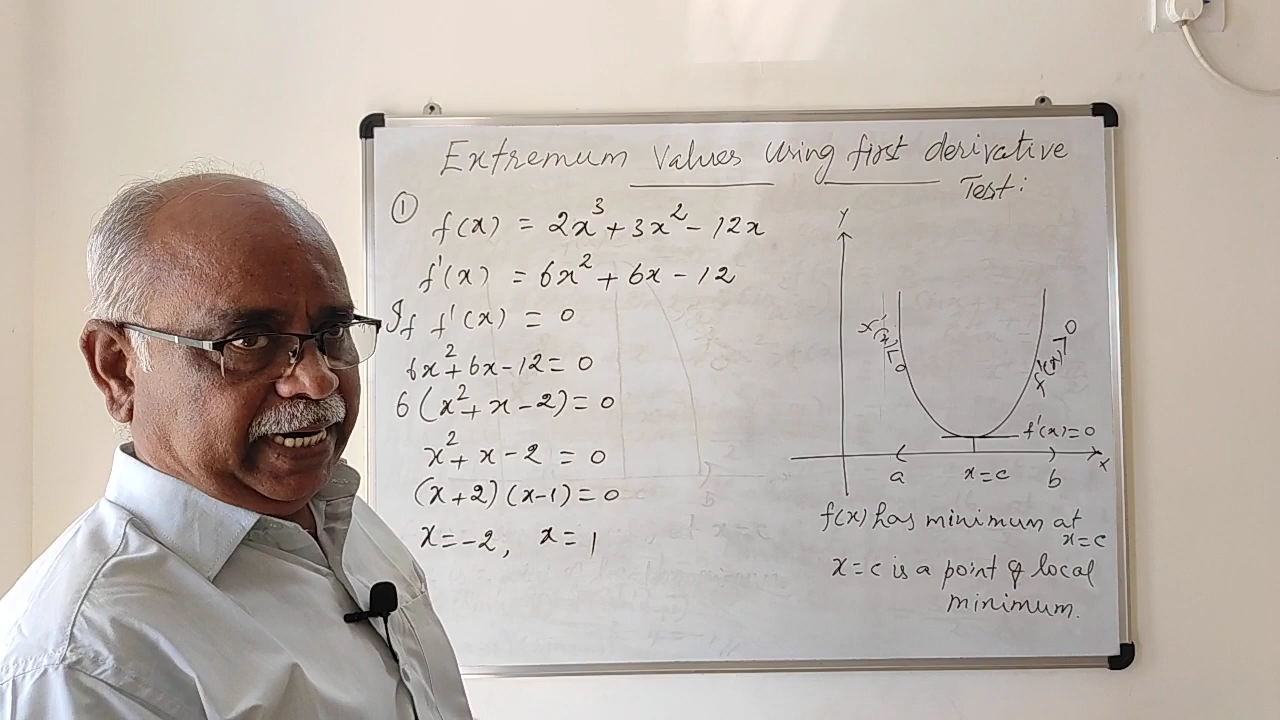 Extremum values using first derivative
Test:
① f(x) = 2x³ + 3x² - 12x
f'(x) = 6x² + 6x - 12
If f'(x) = 0
6x² + 6x - 12 = 0
6(x² + x - 2) = 0
x² + x - 2 = 0
(x+2)(x-1) = 0
x = -2, x = 1
y
f'(x) < 0
f'(x) > 0
f'(x) = 0
a
x=c
b
x
f(x) has minimum at
x=c
x=c is a point of local
minimum.